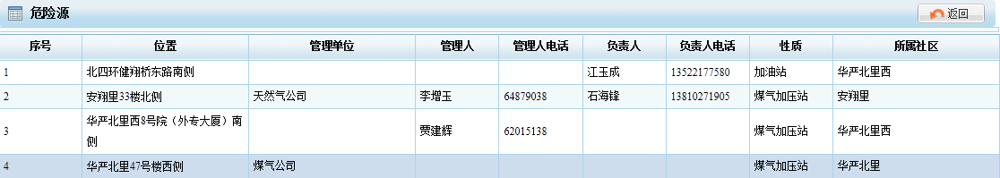 危险源
返回
序号 位置 管理单位 管理人 管理人电话 负责人 负责人电话 性质 所属社区
1 北四环健翔桥东路南侧 江玉成 13522177580 加油站 华严北里西
2 安翔里33楼北侧 天然气公司 李增玉 64879038 石海锋 13810271905 煤气加压站 安翔里
华严北里西8号院（外专大厦）南
3 侧 贾建辉 62015138 煤气加压站 华严北里西
4 华严北里47号楼西侧 煤气公司 煤气加压站 华严北里